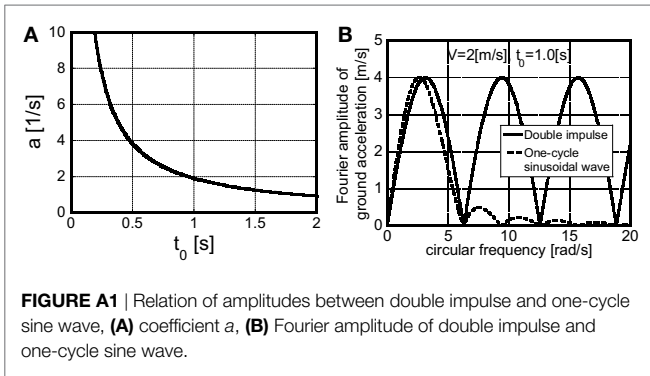 A
10
8
6
4
2
0
a [1/s]
0 0.5 1 1.5 2
t0 [s]
B
5
4
3
2
1
0
Fourier amplitude of
ground acceleration [m/s]
V=2[m/s], t0=1.0[s]
Double impulse
One-cycle
sinusoidal wave
0 5 10 15 20
circular frequency [rad/s]
FIGURE A1 | Relation of amplitudes between double impulse and one-cycle
sine wave, (A) coefficient a, (B) Fourier amplitude of double impulse and
one-cycle sine wave.